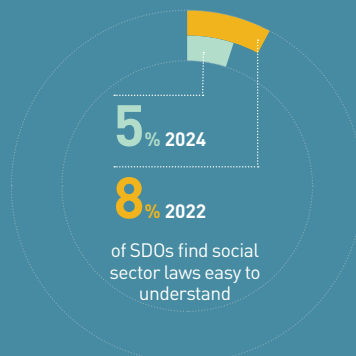 5% 2024
8% 2022
of SDOs find social
sector laws easy to
understand